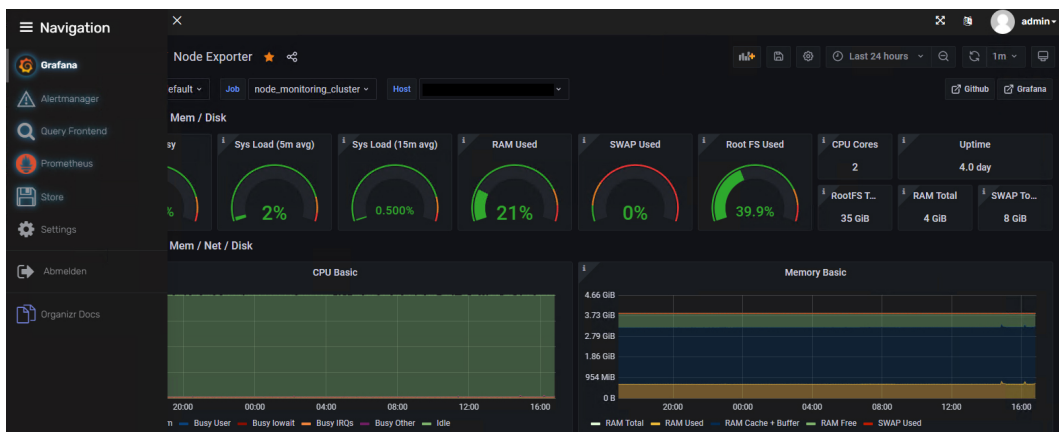 Navigation
admin
Grafana
Alertmanager
Query Frontend
Prometheus
Store
Settings
Abmelden
Organizr Docs
Node Exporter
Last 24 hours
1m
efault
Job
node_monitoring_cluster
Host
Github
Grafana
Mem / Disk
sy
%
Sys Load (5m avg)
2%
Sys Load (15m avg)
0.500%
RAM Used
21%
SWAP Used
0%
Root FS Used
39.9%
CPU Cores
2
Uptime
4.0 day
RootFS T...
35 GiB
RAM Total
4 GiB
SWAP To...
8 GiB
Mem / Net / Disk
CPU Basic
20:00 00:00 04:00 08:00 12:00 16:00
m Busy User Busy Iowait Busy IRQs Busy Other Idle
Memory Basic
4.66 GiB
3.73 GiB
2.79 GiB
1.86 GiB
954 MiB
0 B
20:00 00:00 04:00 08:00 12:00 16:00
RAM Total RAM Used RAM Cache + Buffer RAM Free SWAP Used